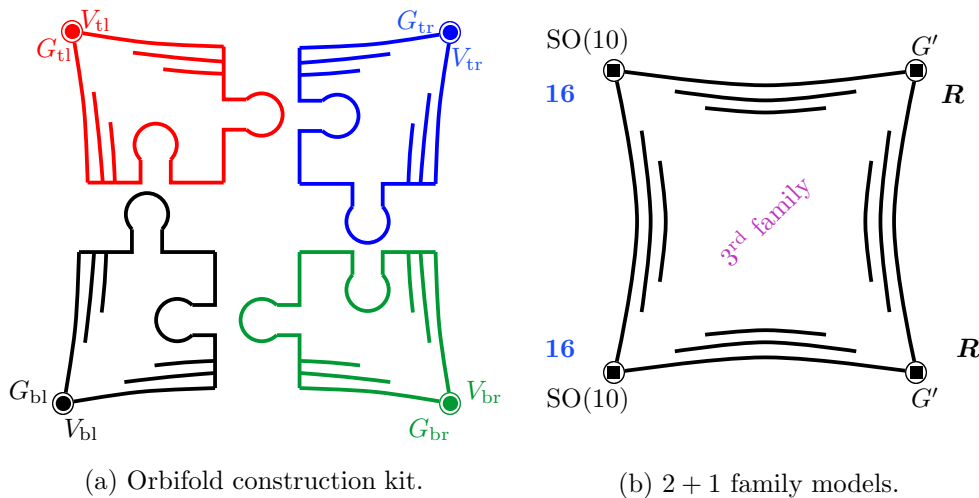 V_tl
G_tl
G_tr
V_tr
G_bl
V_bl
V_br
G_br
(a) Orbifold construction kit.
SO(10)
G′
16
R
3rd family
16
R
SO(10)
G′
(b) 2 + 1 family models.